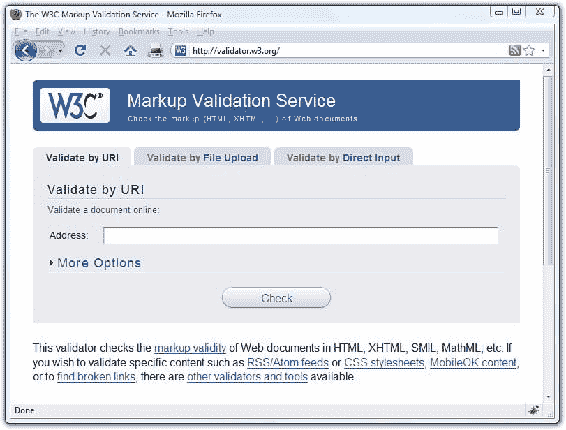 The W3C Markup Validation Service - Mozilla Firefox
File Edit View History Bookmarks Tools Help
http://validator.w3.org/
W3C Markup Validation Service
Check the markup (HTML, XHTML, ...) of Web documents
Validate by URI Validate by File Upload Validate by Direct Input
Validate by URI
Validate a document online:
Address:
More Options
Check
This validator checks the markup validity of Web documents in HTML, XHTML, SMIL, MathML, etc. If
you wish to validate specific content such as RSS/Atom feeds or CSS stylesheets, MobileOK content,
or to find broken links, there are other validators and tools available.
Done